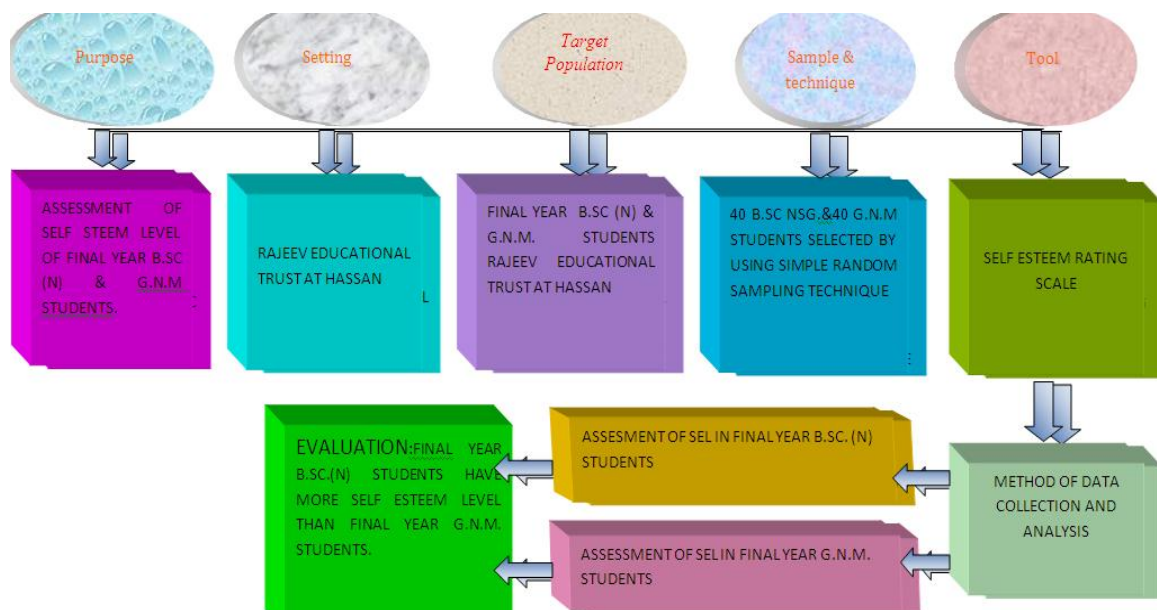 Purpose
Setting
Target
Population
Sample &
technique
Tool
ASSESSMENT OF
SELF STEEM LEVEL
OF FINAL YEAR B.SC
(N) & G.N.M
STUDENTS.
RAJEEV EDUCATIONAL
TRUST AT HASSAN
L
FINAL YEAR B.SC (N) &
G.N.M. STUDENTS
RAJEEV EDUCATIONAL
TRUST AT HASSAN
40 B.SC NSG.&40 G.N.M
STUDENTS SELECTED BY
USING SIMPLE RANDOM
SAMPLING TECHNIQUE
SELF ESTEEM RATING
SCALE
METHOD OF DATA
COLLECTION AND
ANALYSIS
ASSESMENT OF SEL IN FINAL YEAR B.SC. (N)
STUDENTS
ASSESSMENT OF SEL IN FINAL YEAR G.N.M.
STUDENTS
EVALUATION:FINAL YEAR
B.SC.(N) STUDENTS HAVE
MORE SELF ESTEEM LEVEL
THAN FINAL YEAR G.N.M.
STUDENTS.